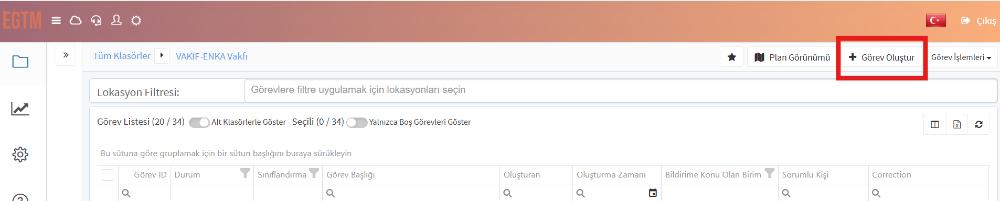 EGTM
Çıkış
Tüm Klasörler VAKIF-ENKA Vakfı
Plan Görünümü
Görev Oluştur
Görev İşlemleri
Lokasyon Filtresi: Görevlere filtre uygulamak için lokasyonları seçin
Görev Listesi (20 / 34) Alt Klasörlerle Göster Seçili (0 / 34) Yalnızca Boş Görevleri Göster
Bu sütuna göre gruplamak için bir sütun başlığını buraya sürükleyin
Görev ID Durum Sınıflandırma Görev Başlığı Oluşturan Oluşturma Zamanı Bildirime Konu Olan Birim Sorumlu Kişi Correction